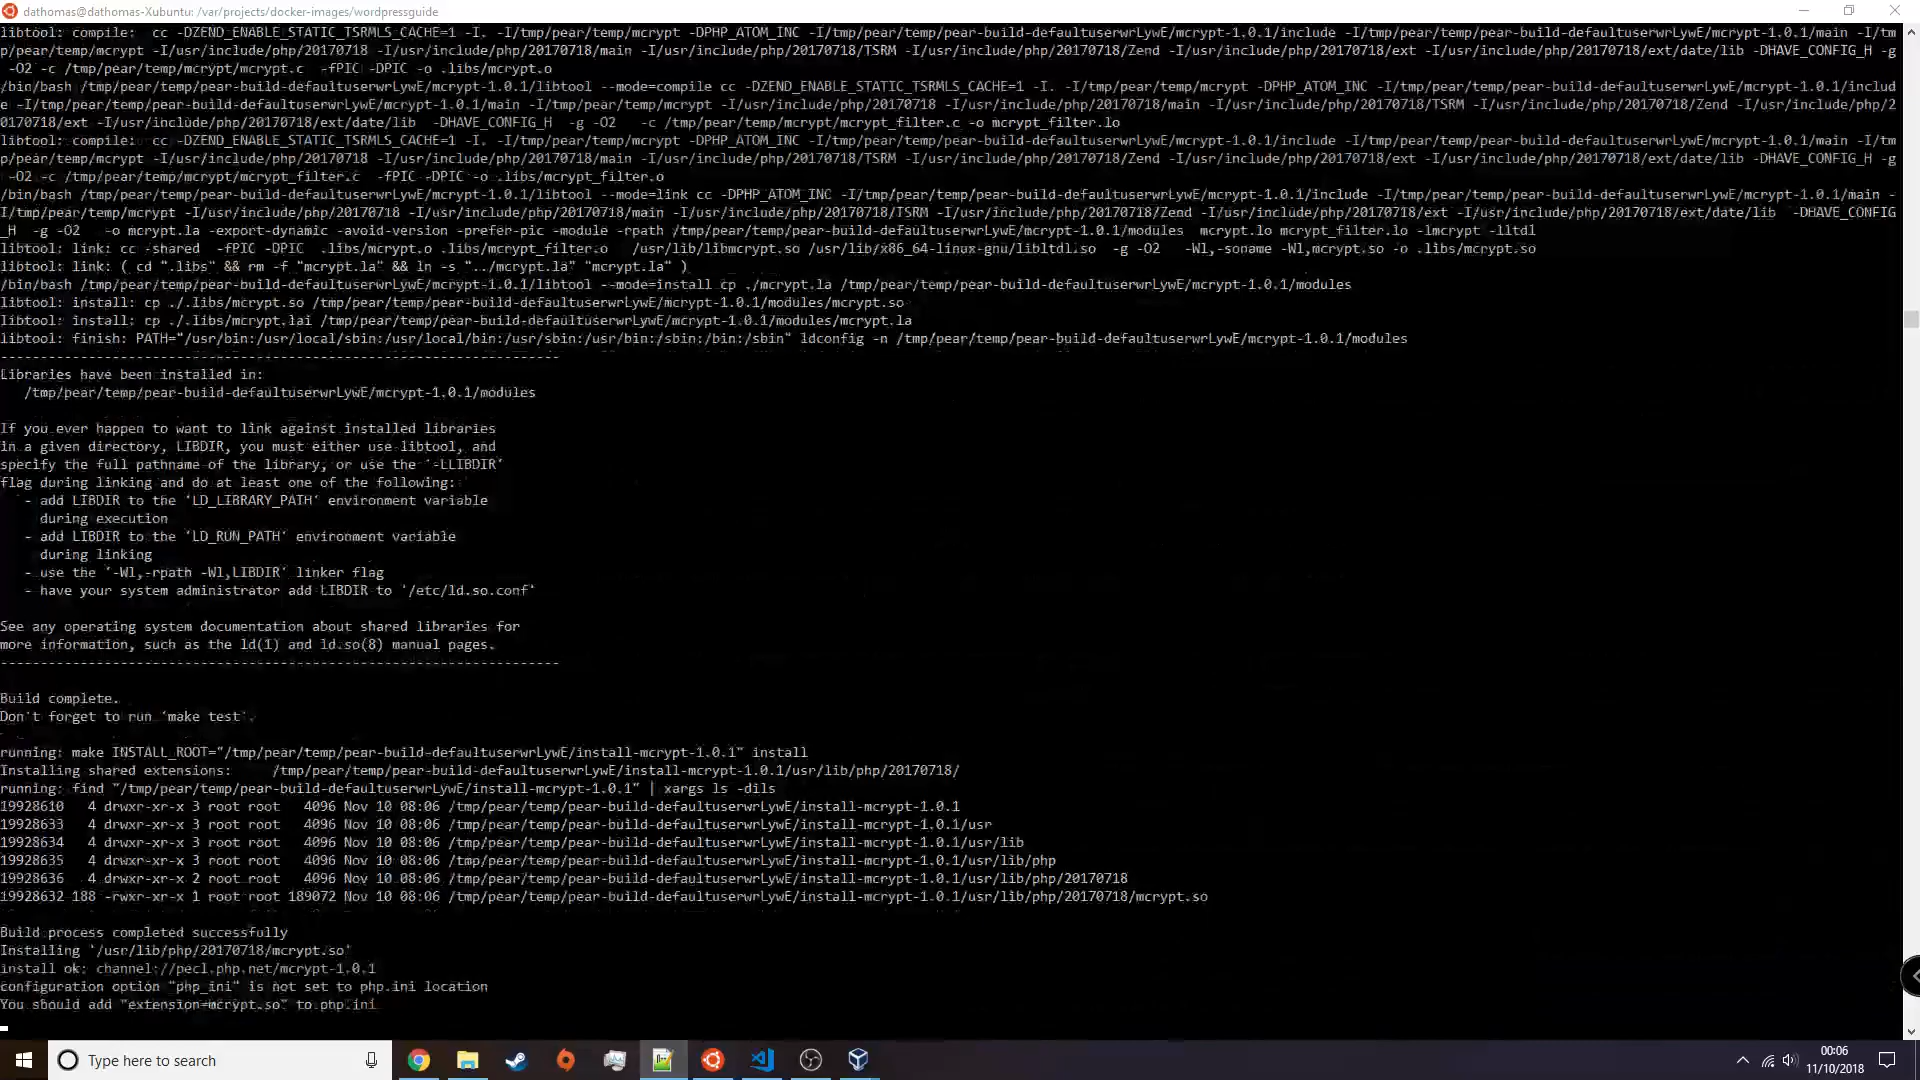 dathomas@dathomas-Xubuntu: /var/projects/docker-images/wordpressguide
libtool: compile:  cc -DZEND_ENABLE_STATIC_TSRMLS_CACHE=1 -I. -I/tmp/pear/temp/mcrypt -DPHP_ATOM_INC -I/tmp/pear/temp/pear-build-defaultuserwrLywE/mcrypt-1.0.1/include -I/tmp/pear/temp/pear-build-defaultuserwrLywE/mcrypt-1.0.1/main -I/tm
p/pear/temp/mcrypt -I/usr/include/php/20170718 -I/usr/include/php/20170718/main -I/usr/include/php/20170718/TSRM -I/usr/include/php/20170718/Zend -I/usr/include/php/20170718/ext -I/usr/include/php/20170718/ext/date/lib -DHAVE_CONFIG_H -g
 -O2 -c /tmp/pear/temp/mcrypt/mcrypt.c  -fPIC -DPIC -o .libs/mcrypt.o
/bin/bash /tmp/pear/temp/pear-build-defaultuserwrLywE/mcrypt-1.0.1/libtool --mode=compile cc -DZEND_ENABLE_STATIC_TSRMLS_CACHE=1 -I. -I/tmp/pear/temp/mcrypt -DPHP_ATOM_INC -I/tmp/pear/temp/pear-build-defaultuserwrLywE/mcrypt-1.0.1/includ
e -I/tmp/pear/temp/pear-build-defaultuserwrLywE/mcrypt-1.0.1/main -I/tmp/pear/temp/mcrypt -I/usr/include/php/20170718 -I/usr/include/php/20170718/main -I/usr/include/php/20170718/TSRM -I/usr/include/php/20170718/Zend -I/usr/include/php/2
0170718/ext -I/usr/include/php/20170718/ext/date/lib  -DHAVE_CONFIG_H  -g -O2   -c /tmp/pear/temp/mcrypt/mcrypt_filter.c -o mcrypt_filter.lo
libtool: compile:  cc -DZEND_ENABLE_STATIC_TSRMLS_CACHE=1 -I. -I/tmp/pear/temp/mcrypt -DPHP_ATOM_INC -I/tmp/pear/temp/pear-build-defaultuserwrLywE/mcrypt-1.0.1/include -I/tmp/pear/temp/pear-build-defaultuserwrLywE/mcrypt-1.0.1/main -I/tm
p/pear/temp/mcrypt -I/usr/include/php/20170718 -I/usr/include/php/20170718/main -I/usr/include/php/20170718/TSRM -I/usr/include/php/20170718/Zend -I/usr/include/php/20170718/ext -I/usr/include/php/20170718/ext/date/lib -DHAVE_CONFIG_H -g
 -O2 -c /tmp/pear/temp/mcrypt/mcrypt_filter.c  -fPIC -DPIC -o .libs/mcrypt_filter.o
/bin/bash /tmp/pear/temp/pear-build-defaultuserwrLywE/mcrypt-1.0.1/libtool --mode=link cc -DPHP_ATOM_INC -I/tmp/pear/temp/pear-build-defaultuserwrLywE/mcrypt-1.0.1/include -I/tmp/pear/temp/pear-build-defaultuserwrLywE/mcrypt-1.0.1/main -
I/tmp/pear/temp/mcrypt -I/usr/include/php/20170718 -I/usr/include/php/20170718/main -I/usr/include/php/20170718/TSRM -I/usr/include/php/20170718/Zend -I/usr/include/php/20170718/ext -I/usr/include/php/20170718/ext/date/lib  -DHAVE_CONFIG
_H  -g -O2   -o mcrypt.la -export-dynamic -avoid-version -prefer-pic -module -rpath /tmp/pear/temp/pear-build-defaultuserwrLywE/mcrypt-1.0.1/modules  mcrypt.lo mcrypt_filter.lo -lmcrypt -lltdl
libtool: link: cc -shared  -fPIC -DPIC  .libs/mcrypt.o .libs/mcrypt_filter.o   /usr/lib/libmcrypt.so /usr/lib/x86_64-linux-gnu/libltdl.so  -g -O2   -Wl,-soname -Wl,mcrypt.so -o .libs/mcrypt.so
libtool: link: ( cd ".libs" && rm -f "mcrypt.la" && ln -s "../mcrypt.la" "mcrypt.la" )
/bin/bash /tmp/pear/temp/pear-build-defaultuserwrLywE/mcrypt-1.0.1/libtool --mode=install cp ./mcrypt.la /tmp/pear/temp/pear-build-defaultuserwrLywE/mcrypt-1.0.1/modules
libtool: install: cp ./.libs/mcrypt.so /tmp/pear/temp/pear-build-defaultuserwrLywE/mcrypt-1.0.1/modules/mcrypt.so
libtool: install: cp ./.libs/mcrypt.lai /tmp/pear/temp/pear-build-defaultuserwrLywE/mcrypt-1.0.1/modules/mcrypt.la
libtool: finish: PATH="/usr/bin:/usr/local/sbin:/usr/local/bin:/usr/sbin:/usr/bin:/sbin:/bin:/sbin" ldconfig -n /tmp/pear/temp/pear-build-defaultuserwrLywE/mcrypt-1.0.1/modules
----------------------------------------------------------------------
Libraries have been installed in:
   /tmp/pear/temp/pear-build-defaultuserwrLywE/mcrypt-1.0.1/modules
If you ever happen to want to link against installed libraries
in a given directory, LIBDIR, you must either use libtool, and
specify the full pathname of the library, or use the '-LLIBDIR'
flag during linking and do at least one of the following:
   - add LIBDIR to the 'LD_LIBRARY_PATH' environment variable
     during execution
   - add LIBDIR to the 'LD_RUN_PATH' environment variable
     during linking
   - use the '-Wl,-rpath -Wl,LIBDIR' linker flag
   - have your system administrator add LIBDIR to '/etc/ld.so.conf'
See any operating system documentation about shared libraries for
more information, such as the ld(1) and ld.so(8) manual pages.
----------------------------------------------------------------------
Build complete.
Don't forget to run 'make test'.
running: make INSTALL_ROOT="/tmp/pear/temp/pear-build-defaultuserwrLywE/install-mcrypt-1.0.1" install
Installing shared extensions:     /tmp/pear/temp/pear-build-defaultuserwrLywE/install-mcrypt-1.0.1/usr/lib/php/20170718/
running: find "/tmp/pear/temp/pear-build-defaultuserwrLywE/install-mcrypt-1.0.1" | xargs ls -dils
19928610   4 drwxr-xr-x 3 root root   4096 Nov 10 08:06 /tmp/pear/temp/pear-build-defaultuserwrLywE/install-mcrypt-1.0.1
19928633   4 drwxr-xr-x 3 root root   4096 Nov 10 08:06 /tmp/pear/temp/pear-build-defaultuserwrLywE/install-mcrypt-1.0.1/usr
19928634   4 drwxr-xr-x 3 root root   4096 Nov 10 08:06 /tmp/pear/temp/pear-build-defaultuserwrLywE/install-mcrypt-1.0.1/usr/lib
19928635   4 drwxr-xr-x 3 root root   4096 Nov 10 08:06 /tmp/pear/temp/pear-build-defaultuserwrLywE/install-mcrypt-1.0.1/usr/lib/php
19928636   4 drwxr-xr-x 2 root root   4096 Nov 10 08:06 /tmp/pear/temp/pear-build-defaultuserwrLywE/install-mcrypt-1.0.1/usr/lib/php/20170718
19928632 188 -rwxr-xr-x 1 root root 189072 Nov 10 08:06 /tmp/pear/temp/pear-build-defaultuserwrLywE/install-mcrypt-1.0.1/usr/lib/php/20170718/mcrypt.so
Build process completed successfully
Installing '/usr/lib/php/20170718/mcrypt.so'
install ok: channel://pecl.php.net/mcrypt-1.0.1
configuration option "php_ini" is not set to php.ini location
You should add "extension=mcrypt.so" to php.ini
Type here to search
00:06
11/10/2018